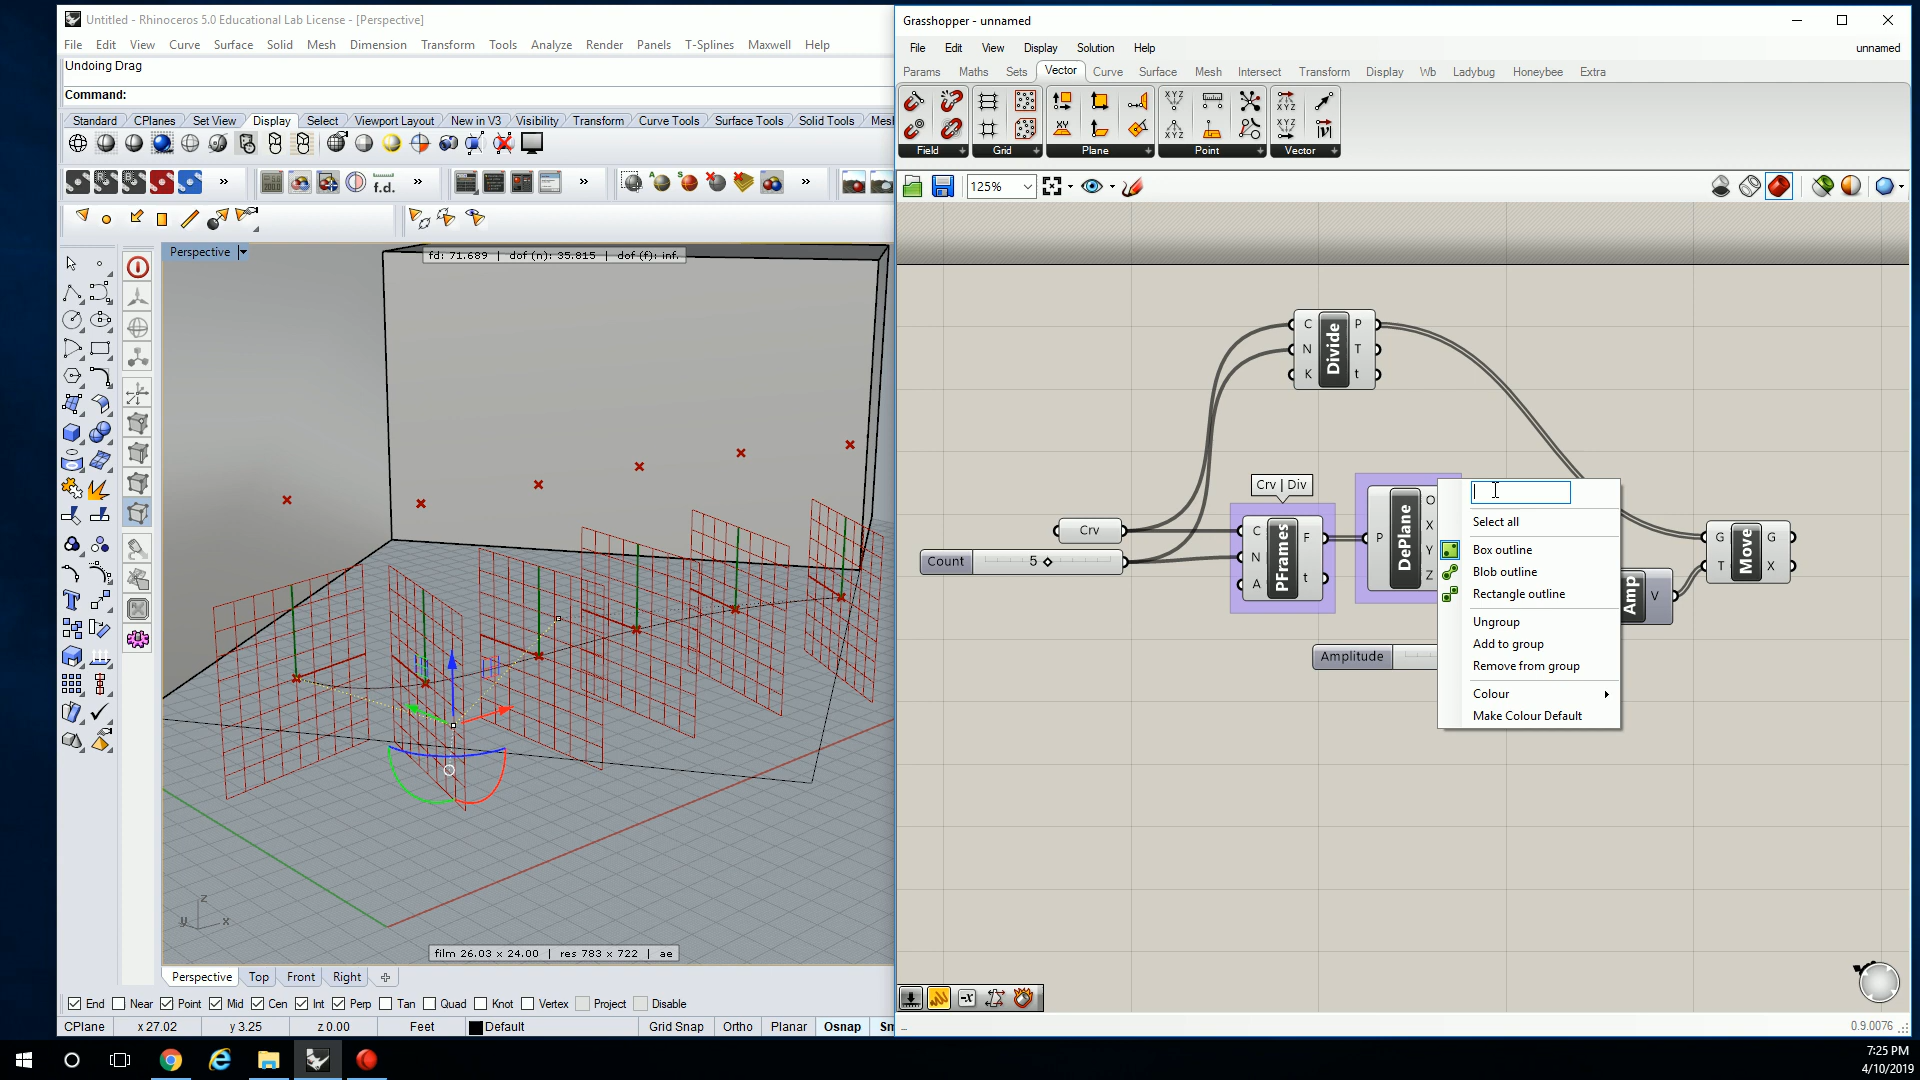 Untitled - Rhinoceros 5.0 Educational Lab License - [Perspective]
File Edit View Curve Surface Solid Mesh Dimension Transform Tools Analyze Render Panels T-Splines Maxwell Help
Undoing Drag
Command:
Standard CPlanes Set View Display Select Viewport Layout New in V3 Visibility Transform Curve Tools Surface Tools Solid Tools Mesl
f.d.
Perspective
fd: 71.689 | dof (n): 35.815 | dof (f): inf.
z
y x
film 26.03 x 24.00 | res 783 x 722 | ae
Perspective Top Front Right
End Near Point Mid Cen Int Perp Tan Quad Knot Vertex Project Disable
CPlane x 27.02 y 3.25 z 0.00 Feet Default Grid Snap Ortho Planar Osnap Sm
Grasshopper - unnamed
File Edit View Display Solution Help unnamed
Params Maths Sets Vector Curve Surface Mesh Intersect Transform Display Wb Ladybug Honeybee Extra
Field Grid Plane Point Vector
125%
C N K Divide P T t
Crv | Div
Crv
Count 5
C N A PFrames F t
P DePlane O X Y Z
Amplitude
Amp V
G T Move G X
Select all
Box outline
Blob outline
Rectangle outline
Ungroup
Add to group
Remove from group
Colour
Make Colour Default
0.9.0076
7:25 PM
4/10/2019